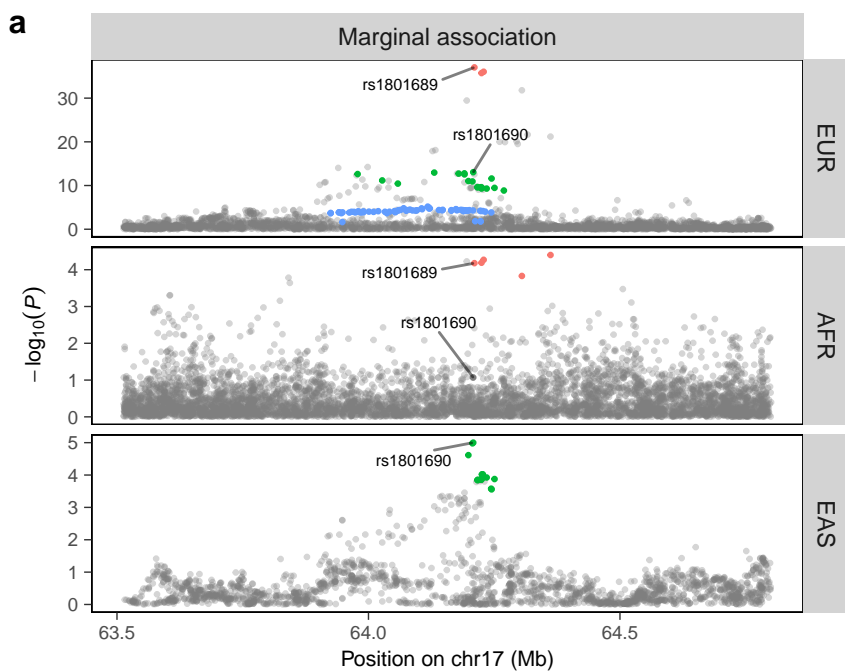 a
Marginal association
30
20
10
0
rs1801689
rs1801690
EUR
4
3
2
1
0
rs1801689
rs1801690
AFR
5
4
3
2
1
0
rs1801690
EAS
− log10(P)
63.5
64.0
64.5
Position on chr17 (Mb)